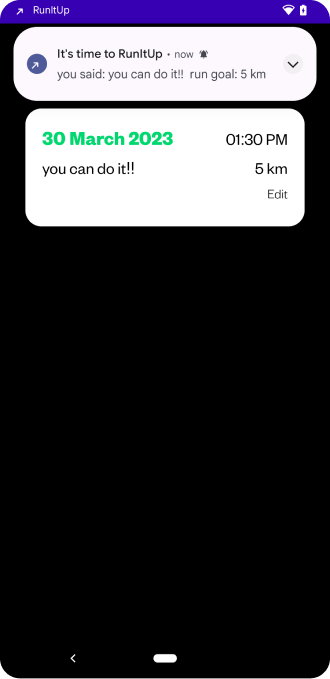 RunItUp
It's time to RunItUp • now
you said: you can do it!!  run goal: 5 km
30 March 2023 01:30 PM
you can do it!! 5 km
Edit